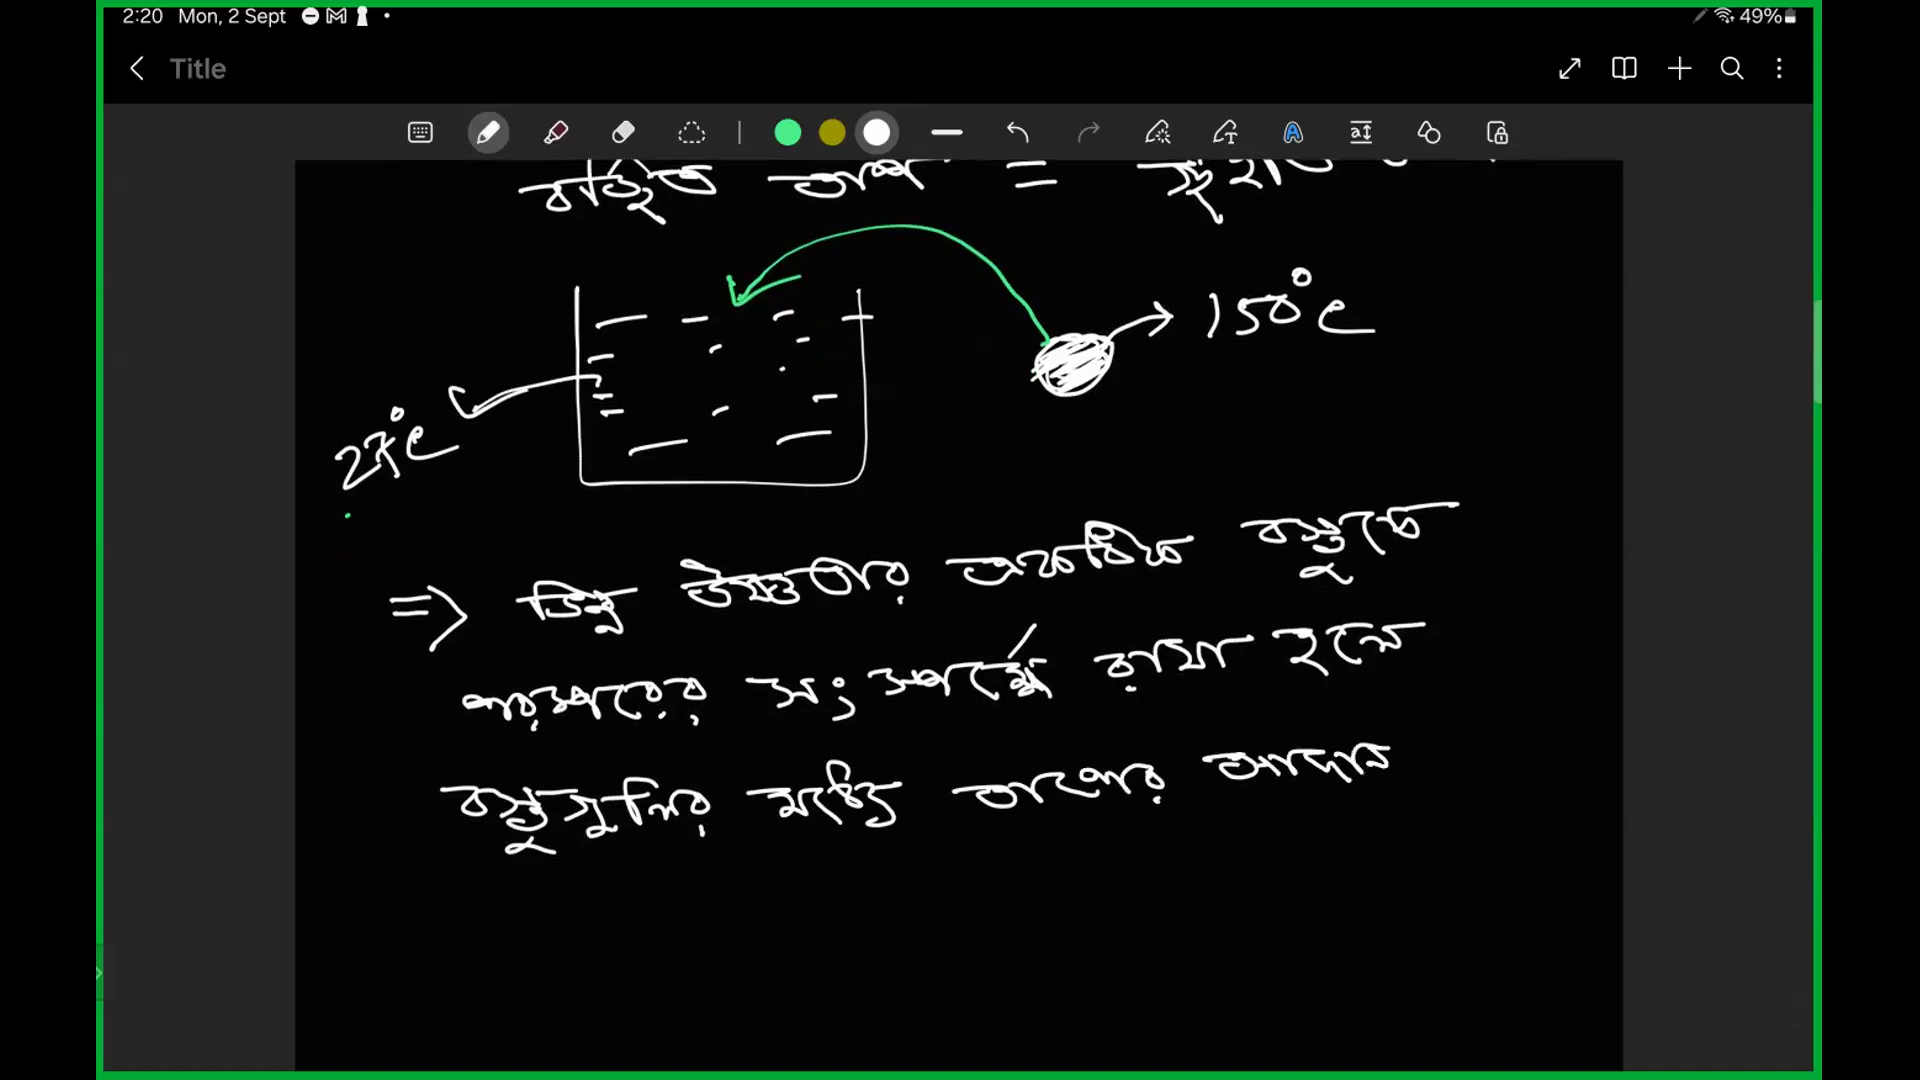 2:20 Mon, 2 Sept 49%
Title
তাপ =
150°C
27°C
=> ভিন্ন উষ্ণতার একাধিক বস্তুকে
পরস্পরের সংস্পর্শে রাখা হলে
বস্তুগুলির মধ্যে তাপের আদান